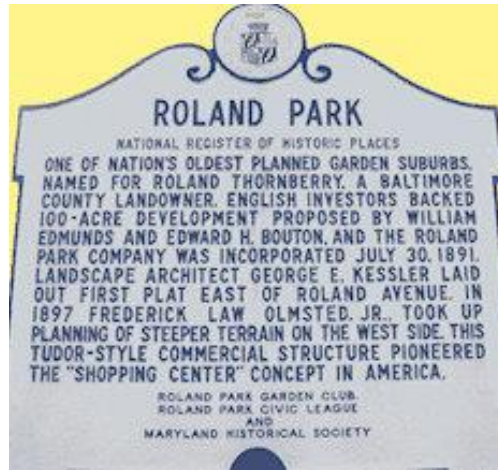 ROLAND PARK
NATIONAL REGISTER OF HISTORIC PLACES
ONE OF NATION'S OLDEST PLANNED GARDEN SUBURBS.
NAMED FOR ROLAND THORNBERRY, A BALTIMORE
COUNTY LANDOWNER. ENGLISH INVESTORS BACKED
100-ACRE DEVELOPMENT PROPOSED BY WILLIAM
EDMUNDS AND EDWARD H. BOUTON, AND THE ROLAND
PARK COMPANY WAS INCORPORATED JULY 30, 1891.
LANDSCAPE ARCHITECT GEORGE E. KESSLER LAID
OUT FIRST PLAT EAST OF ROLAND AVENUE. IN
1897 FREDERICK LAW OLMSTED, JR., TOOK UP
PLANNING OF STEEPER TERRAIN ON THE WEST SIDE. THIS
TUDOR-STYLE COMMERCIAL STRUCTURE PIONEERED
THE "SHOPPING CENTER" CONCEPT IN AMERICA.
ROLAND PARK GARDEN CLUB.
ROLAND PARK CIVIC LEAGUE
AND
MARYLAND HISTORICAL SOCIETY